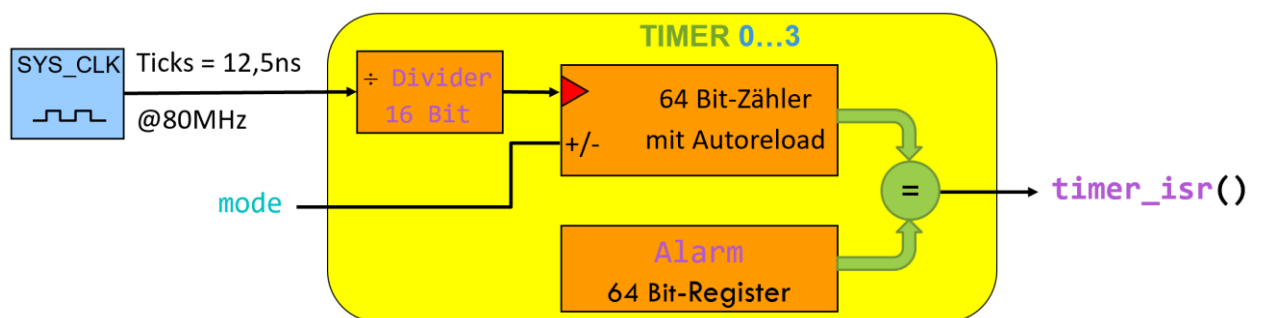 TIMER 0...3
SYS_CLK
Ticks = 12,5ns
@80MHz
÷ Divider
16 Bit
64 Bit-Zähler
mit Autoreload
+/-
mode
=
timer_isr()
Alarm
64 Bit-Register